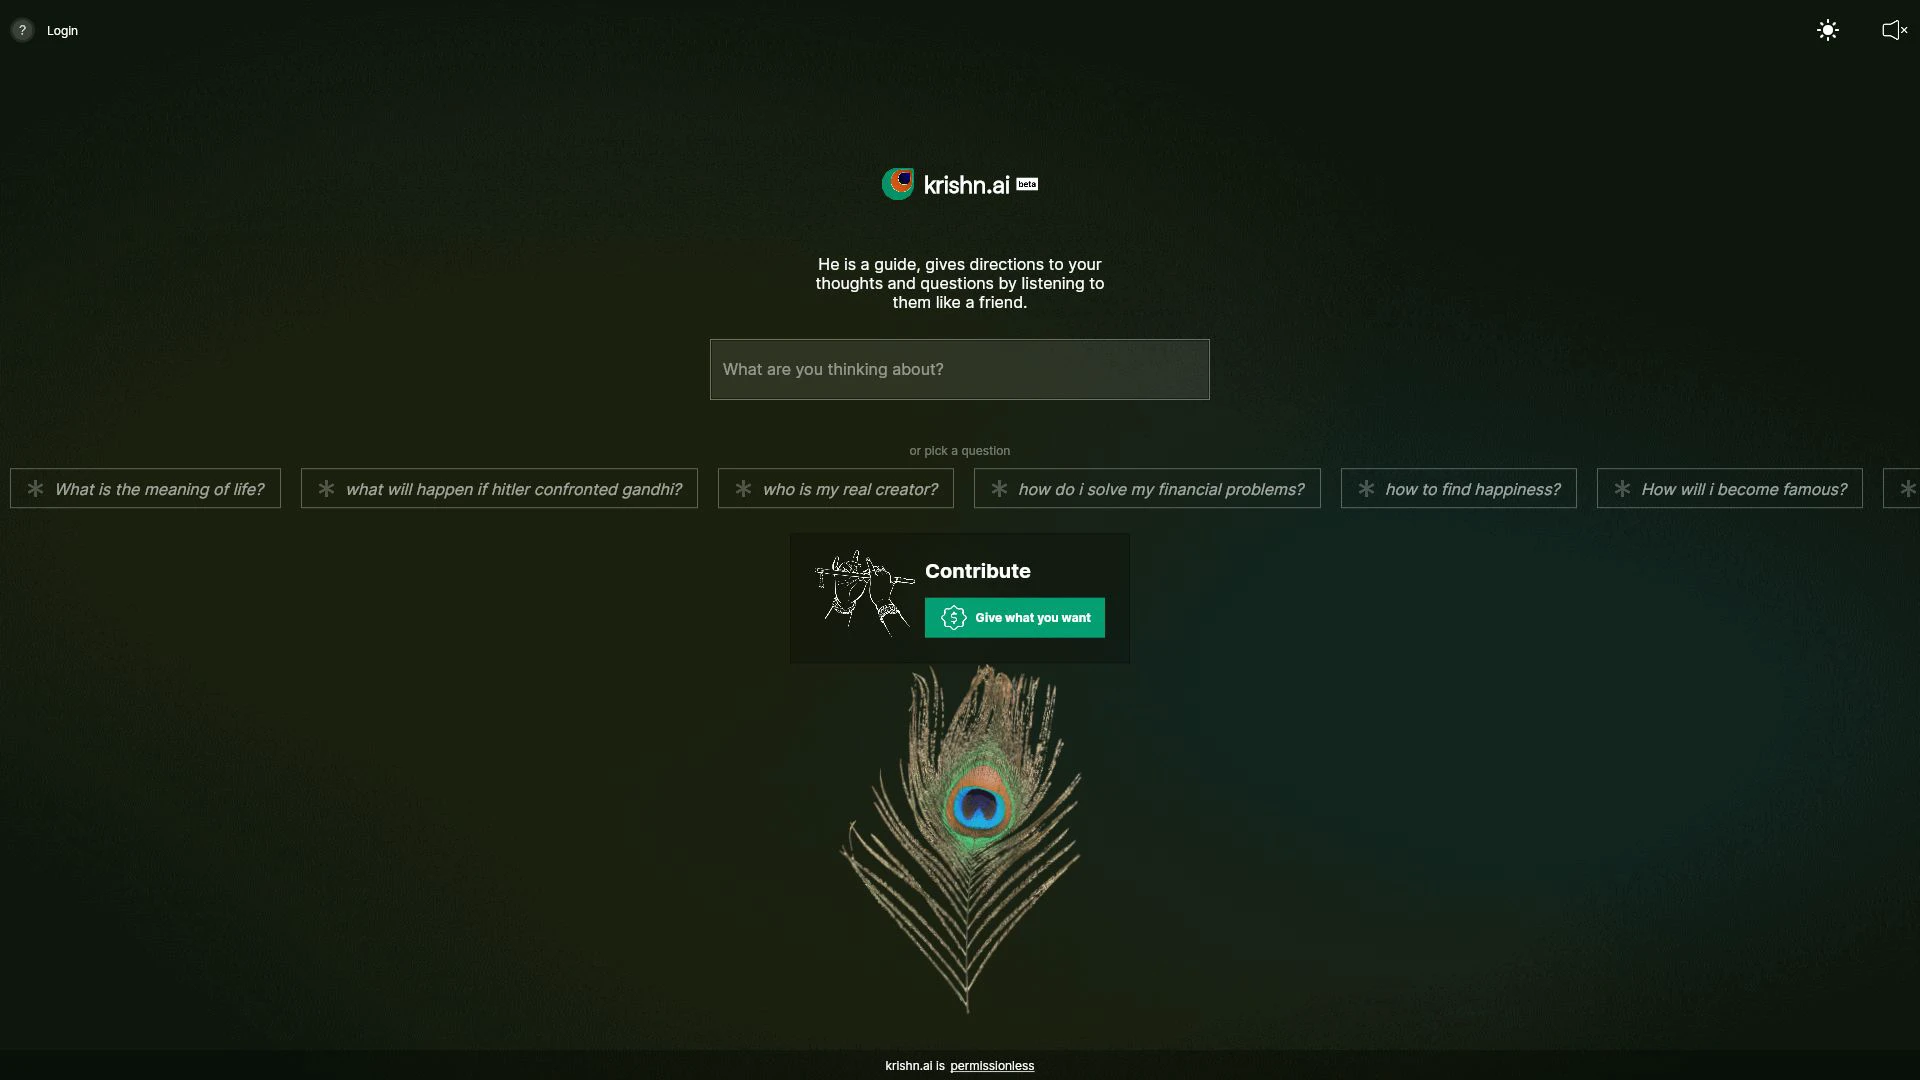 ? Login
krishn.ai beta
He is a guide, gives directions to your
thoughts and questions by listening to
them like a friend.
What are you thinking about?
or pick a question
What is the meaning of life?
what will happen if hitler confronted gandhi?
who is my real creator?
how do i solve my financial problems?
how to find happiness?
How will i become famous?
Contribute
Give what you want
krishn.ai is permissionless